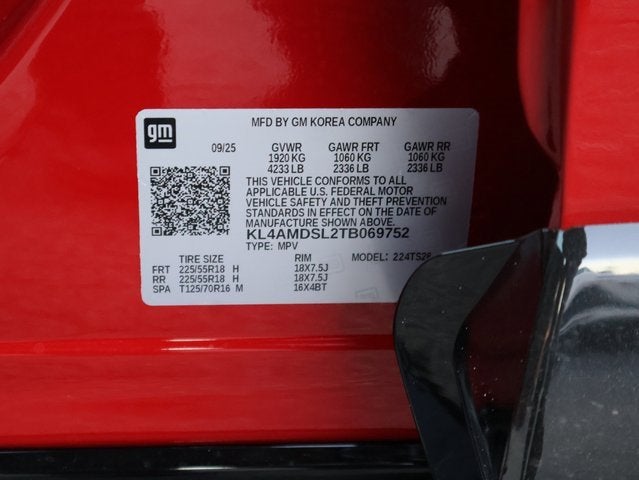 MFD BY GM KOREA COMPANY
gm
09/25 GVWR GAWR FRT GAWR RR
1920 KG 1060 KG 1060 KG
4233 LB 2336 LB 2336 LB
THIS VEHICLE CONFORMS TO ALL
APPLICABLE U.S. FEDERAL MOTOR
VEHICLE SAFETY AND THEFT PREVENTION
STANDARDS IN EFFECT ON THE DATE OF
MANUFACTURE SHOWN ABOVE.
KL4AMDSL2TB069752
TYPE: MPV MODEL: 224TS26
TIRE SIZE RIM
FRT 225/55R18 H 18X7.5J
RR 225/55R18 H 18X7.5J
SPA T125/70R16 M 16X4BT